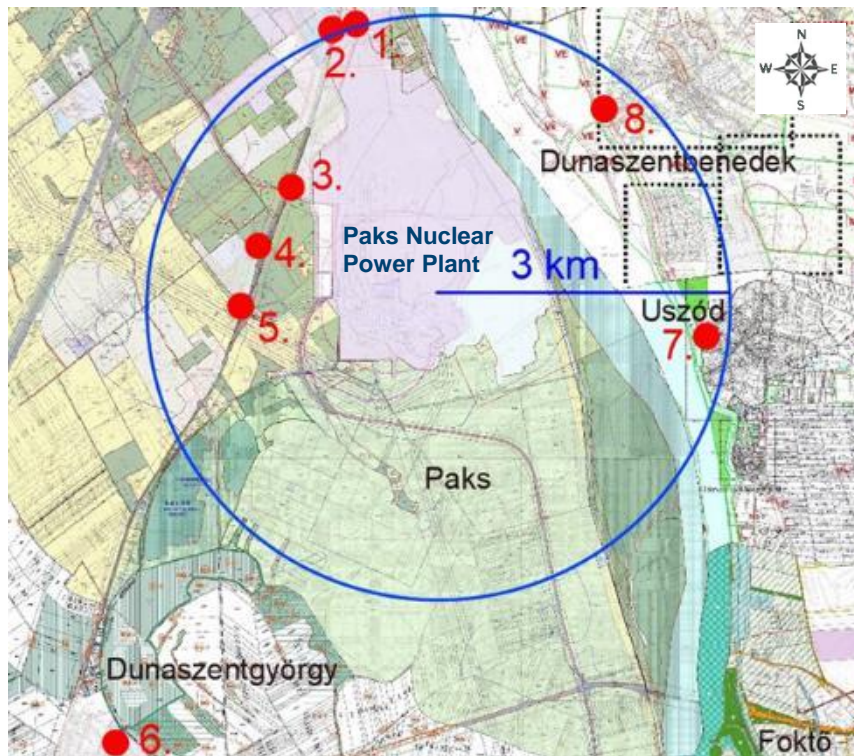 N
W E
S
2. 1.
8.
Dunaszentbenedek
3.
Paks Nuclear
Power Plant
4.
3 km
5.
Uszód
7.
Paks
Dunaszentgyörgy
6.
Foktő